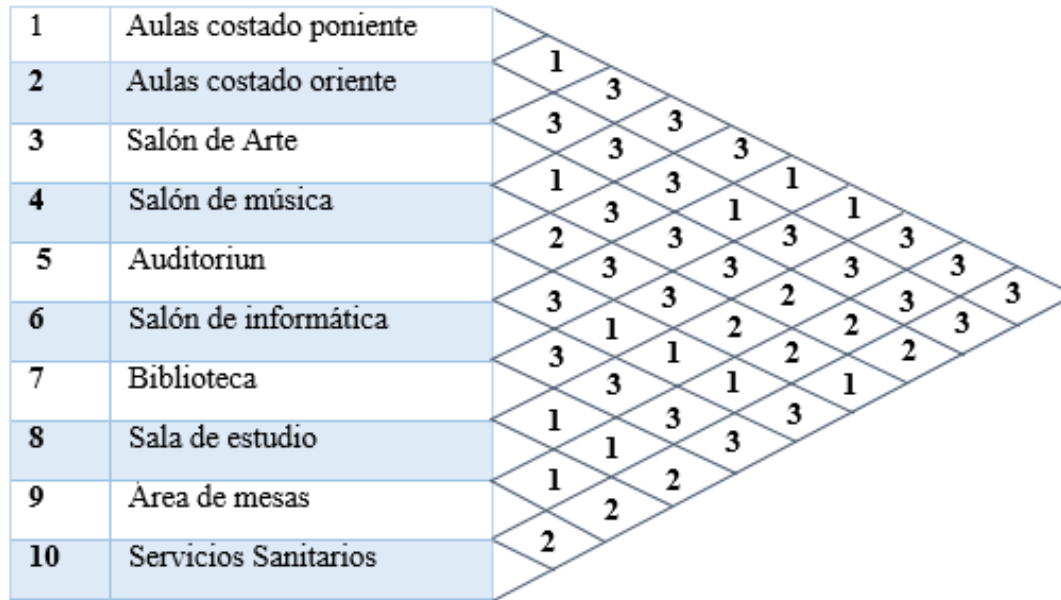 1 Aulas costado poniente
1
2 Aulas costado oriente 3
3 3
3 Salón de Arte 3 3
1 3 1
4 Salón de música 3 1 1
2 3 3 3
5 Auditoriun 3 3 3 3
3 3 2 3 3
6 Salón de informática 1 2 2 3
3 1 2 2
7 Biblioteca 3 1 1
1 3 3
8 Sala de estudio 1 3
1 2
9 Área de mesas 2
2
10 Servicios Sanitarios